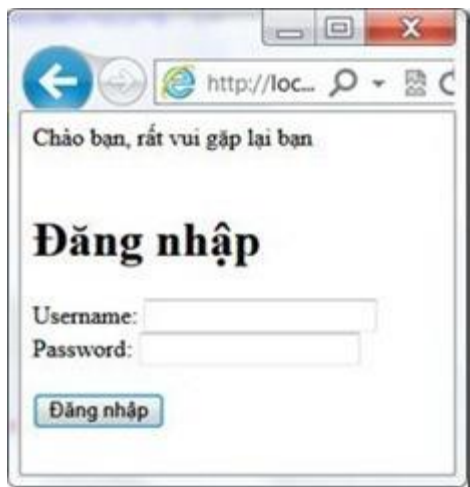 http://loc...
Chào bạn, rất vui gặp lại bạn
Đăng nhập
Username:
Password:
Đăng nhập